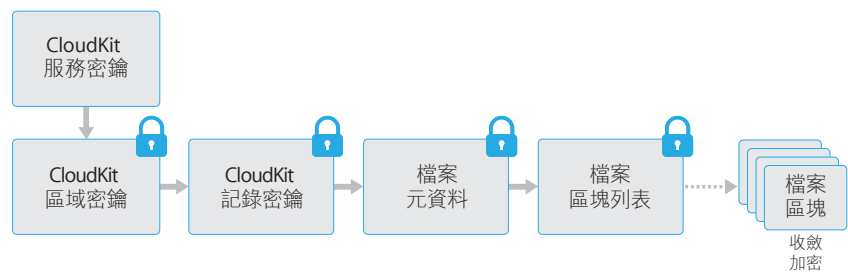 CloudKit
服務密鑰
CloudKit
區域密鑰
CloudKit
記錄密鑰
檔案
元資料
檔案
區塊列表
檔案
區塊
收斂
加密